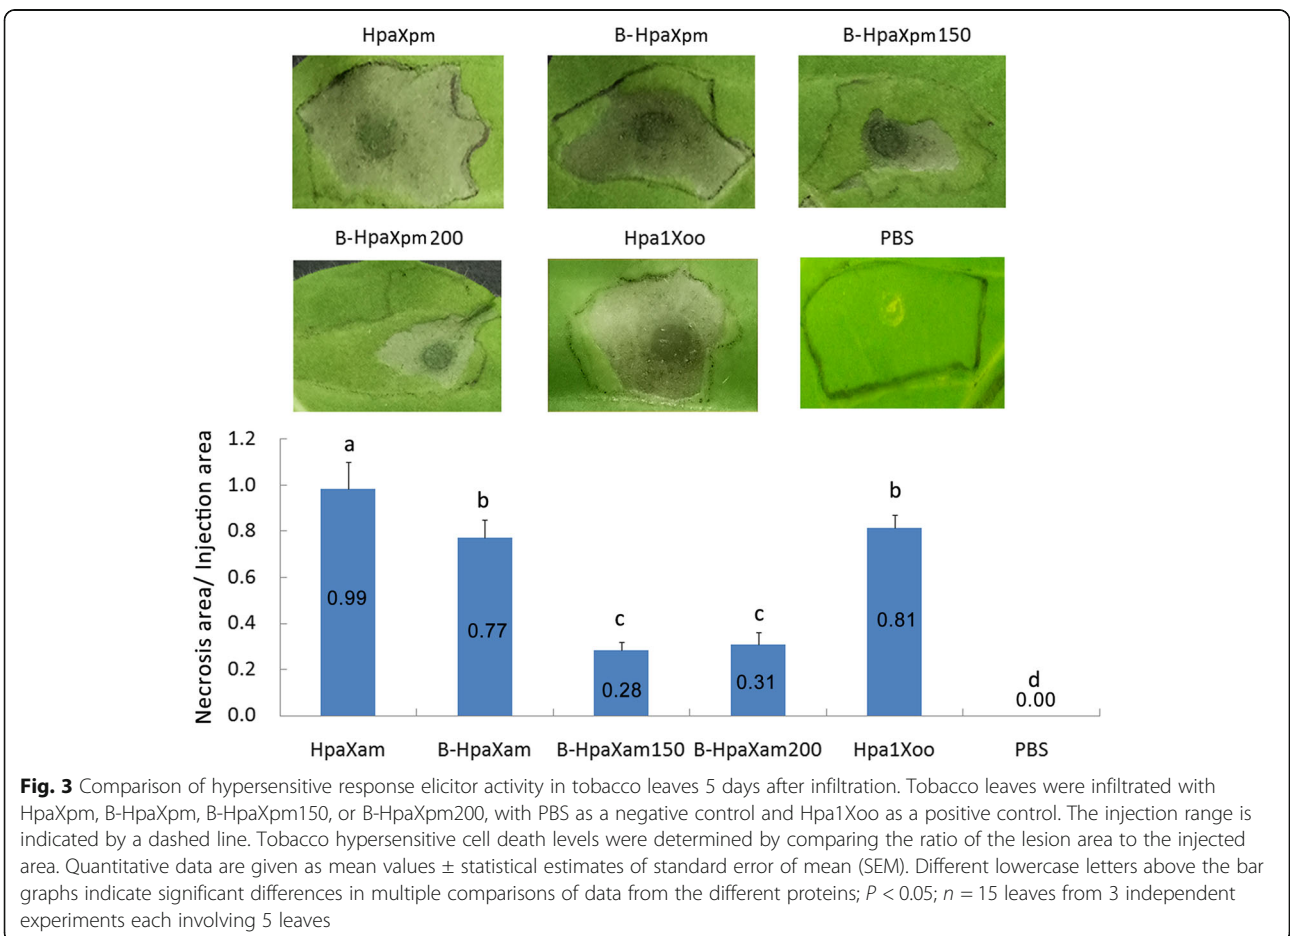 HpaXpm B-HpaXpm B-HpaXpm150
B-HpaXpm200 Hpa1Xoo PBS
Necrosis area/ Injection area
1.2
1.0
0.8
0.6
0.4
0.2
0.0
a
b
c
c
b
d
0.99
0.77
0.28
0.31
0.81
0.00
HpaXam B-HpaXam B-HpaXam150 B-HpaXam200 Hpa1Xoo PBS
Fig. 3 Comparison of hypersensitive response elicitor activity in tobacco leaves 5 days after infiltration. Tobacco leaves were infiltrated with
HpaXpm, B-HpaXpm, B-HpaXpm150, or B-HpaXpm200, with PBS as a negative control and Hpa1Xoo as a positive control. The injection range is
indicated by a dashed line. Tobacco hypersensitive cell death levels were determined by comparing the ratio of the lesion area to the injected
area. Quantitative data are given as mean values ± statistical estimates of standard error of mean (SEM). Different lowercase letters above the bar
graphs indicate significant differences in multiple comparisons of data from the different proteins; P < 0.05; n = 15 leaves from 3 independent
experiments each involving 5 leaves